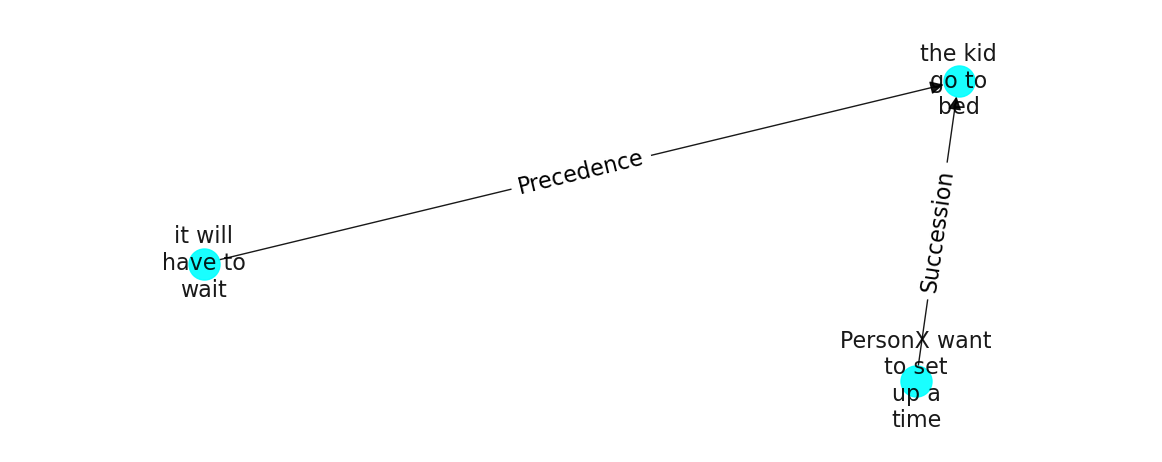 the kid
go to
bed
Precedence
it will
have to
wait
Succession
PersonX want
to set
up a
time